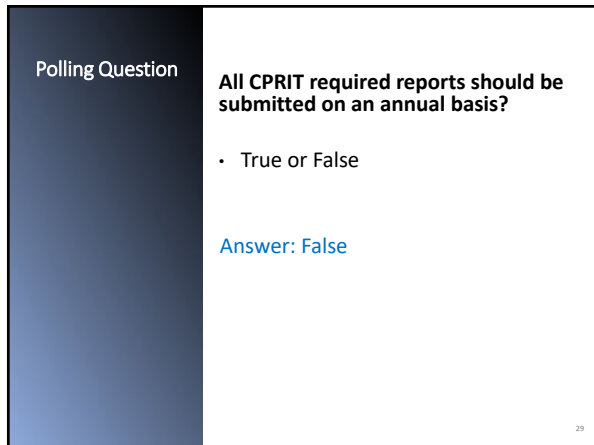 Polling Question
All CPRIT required reports should be
submitted on an annual basis?
• True or False
Answer: False
29